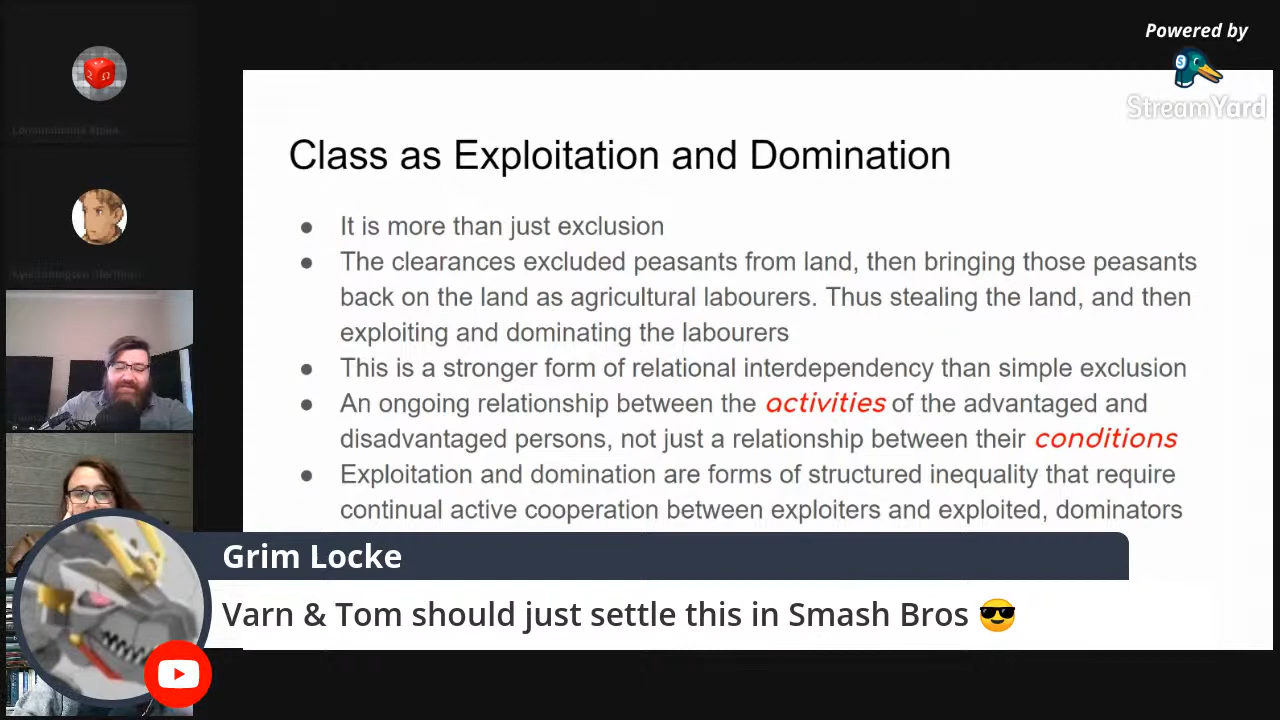 Powered by
StreamYard
Class as Exploitation and Domination
● It is more than just exclusion
● The clearances excluded peasants from land, then bringing those peasants
back on the land as agricultural labourers. Thus stealing the land, and then
exploiting and dominating the labourers
● This is a stronger form of relational interdependency than simple exclusion
● An ongoing relationship between the activities of the advantaged and
disadvantaged persons, not just a relationship between their conditions
● Exploitation and domination are forms of structured inequality that require
continual active cooperation between exploiters and exploited, dominators
Grim Locke
Varn & Tom should just settle this in Smash Bros 😎